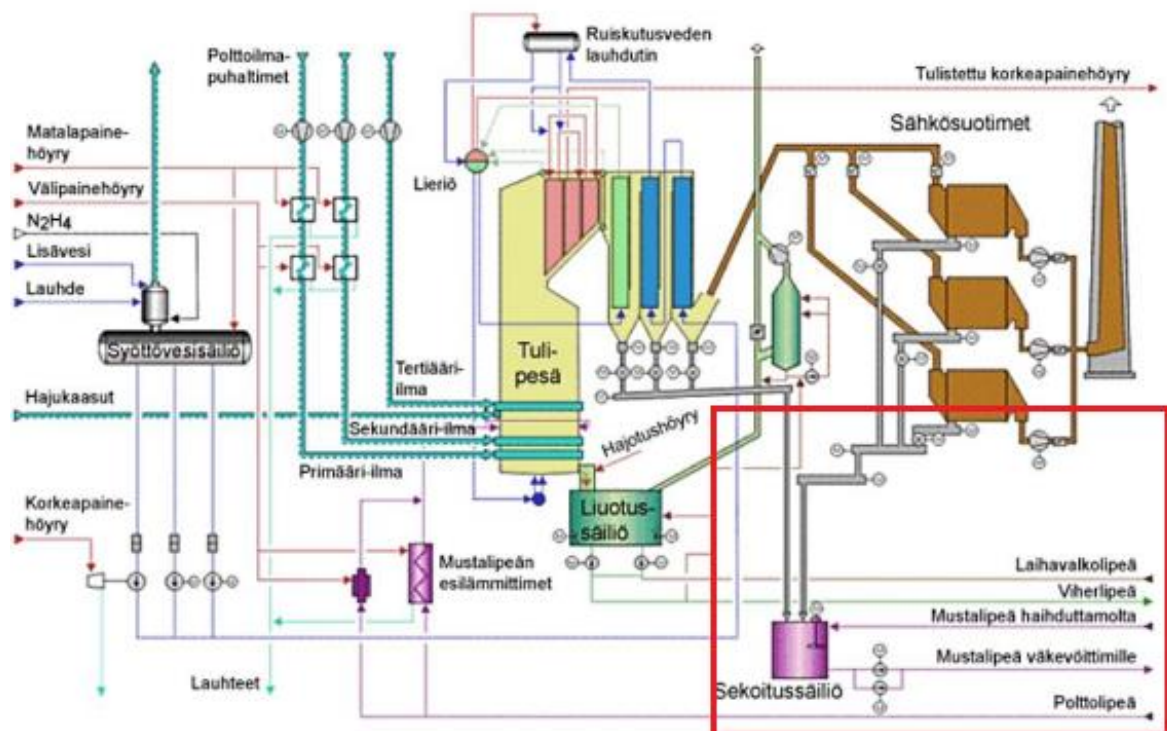 Polttoilma-
puhaltimet
Ruiskutusveden
lauhdutin
Tulistettu korkeapainehöyry
Sähkösuotimet
Matalapaine-
höyry
Välipainehöyry
N2H4
Lisävesi
Lauhde
Lieriö
Syöttövesisäiliö
Tuli-
pesä
Tertiääri-
ilma
Hajukaasut
Sekundääri-ilma
Primääri-ilma
Hajotushöyry
Korkeapaine-
höyry
Liuotus-
säiliö
Mustalipeän
esilämmittimet
Laihavalkolipeä
Viherlipeä
Mustalipeä haihduttamolta
Mustalipeä väkevöittimille
Sekoitussäiliö
Lauhteet
Polttolipeä